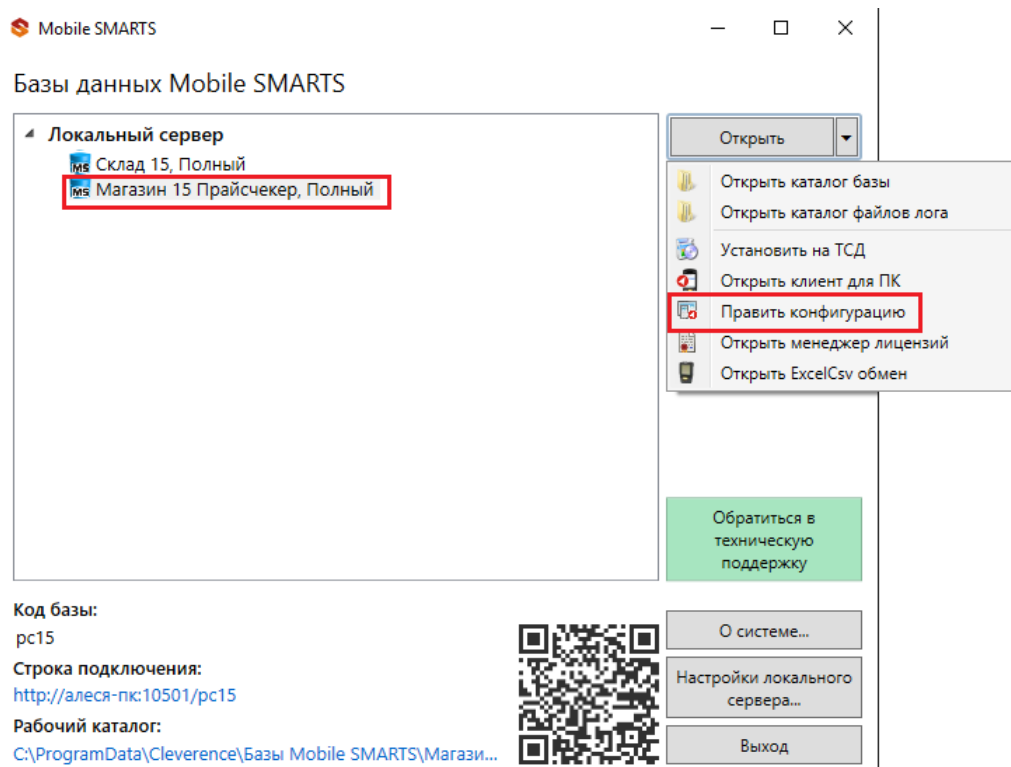 Mobile SMARTS
Базы данных Mobile SMARTS
Локальный сервер
Склад 15, Полный
Магазин 15 Прайсчекер, Полный
Открыть
Открыть каталог базы
Открыть каталог файлов лога
Установить на ТСД
Открыть клиент для ПК
Править конфигурацию
Открыть менеджер лицензий
Открыть ExcelCsv обмен
Обратиться в
техническую
поддержку
Код базы:
pc15
Строка подключения:
http://алеся-пк:10501/pc15
Рабочий каталог:
C:\ProgramData\Cleverence\Базы Mobile SMARTS\Магази...
О системе...
Настройки локального
сервера...
Выход